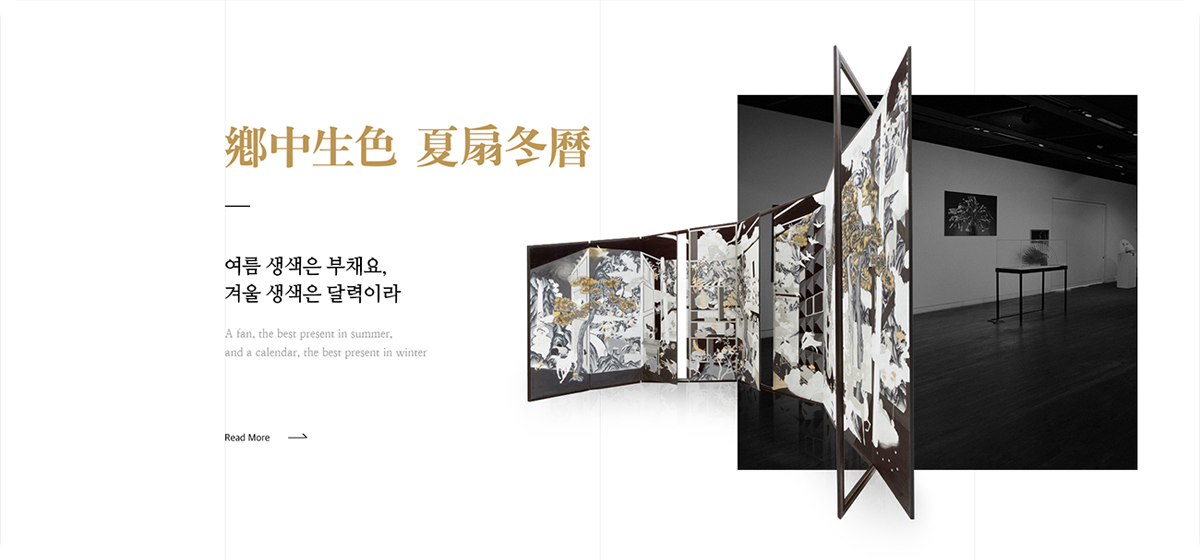 鄕中生色 夏扇冬曆
여름 생색은 부채요,
겨울 생색은 달력이라
A fan, the best present in summer,
and a calendar, the best present in winter
Read More